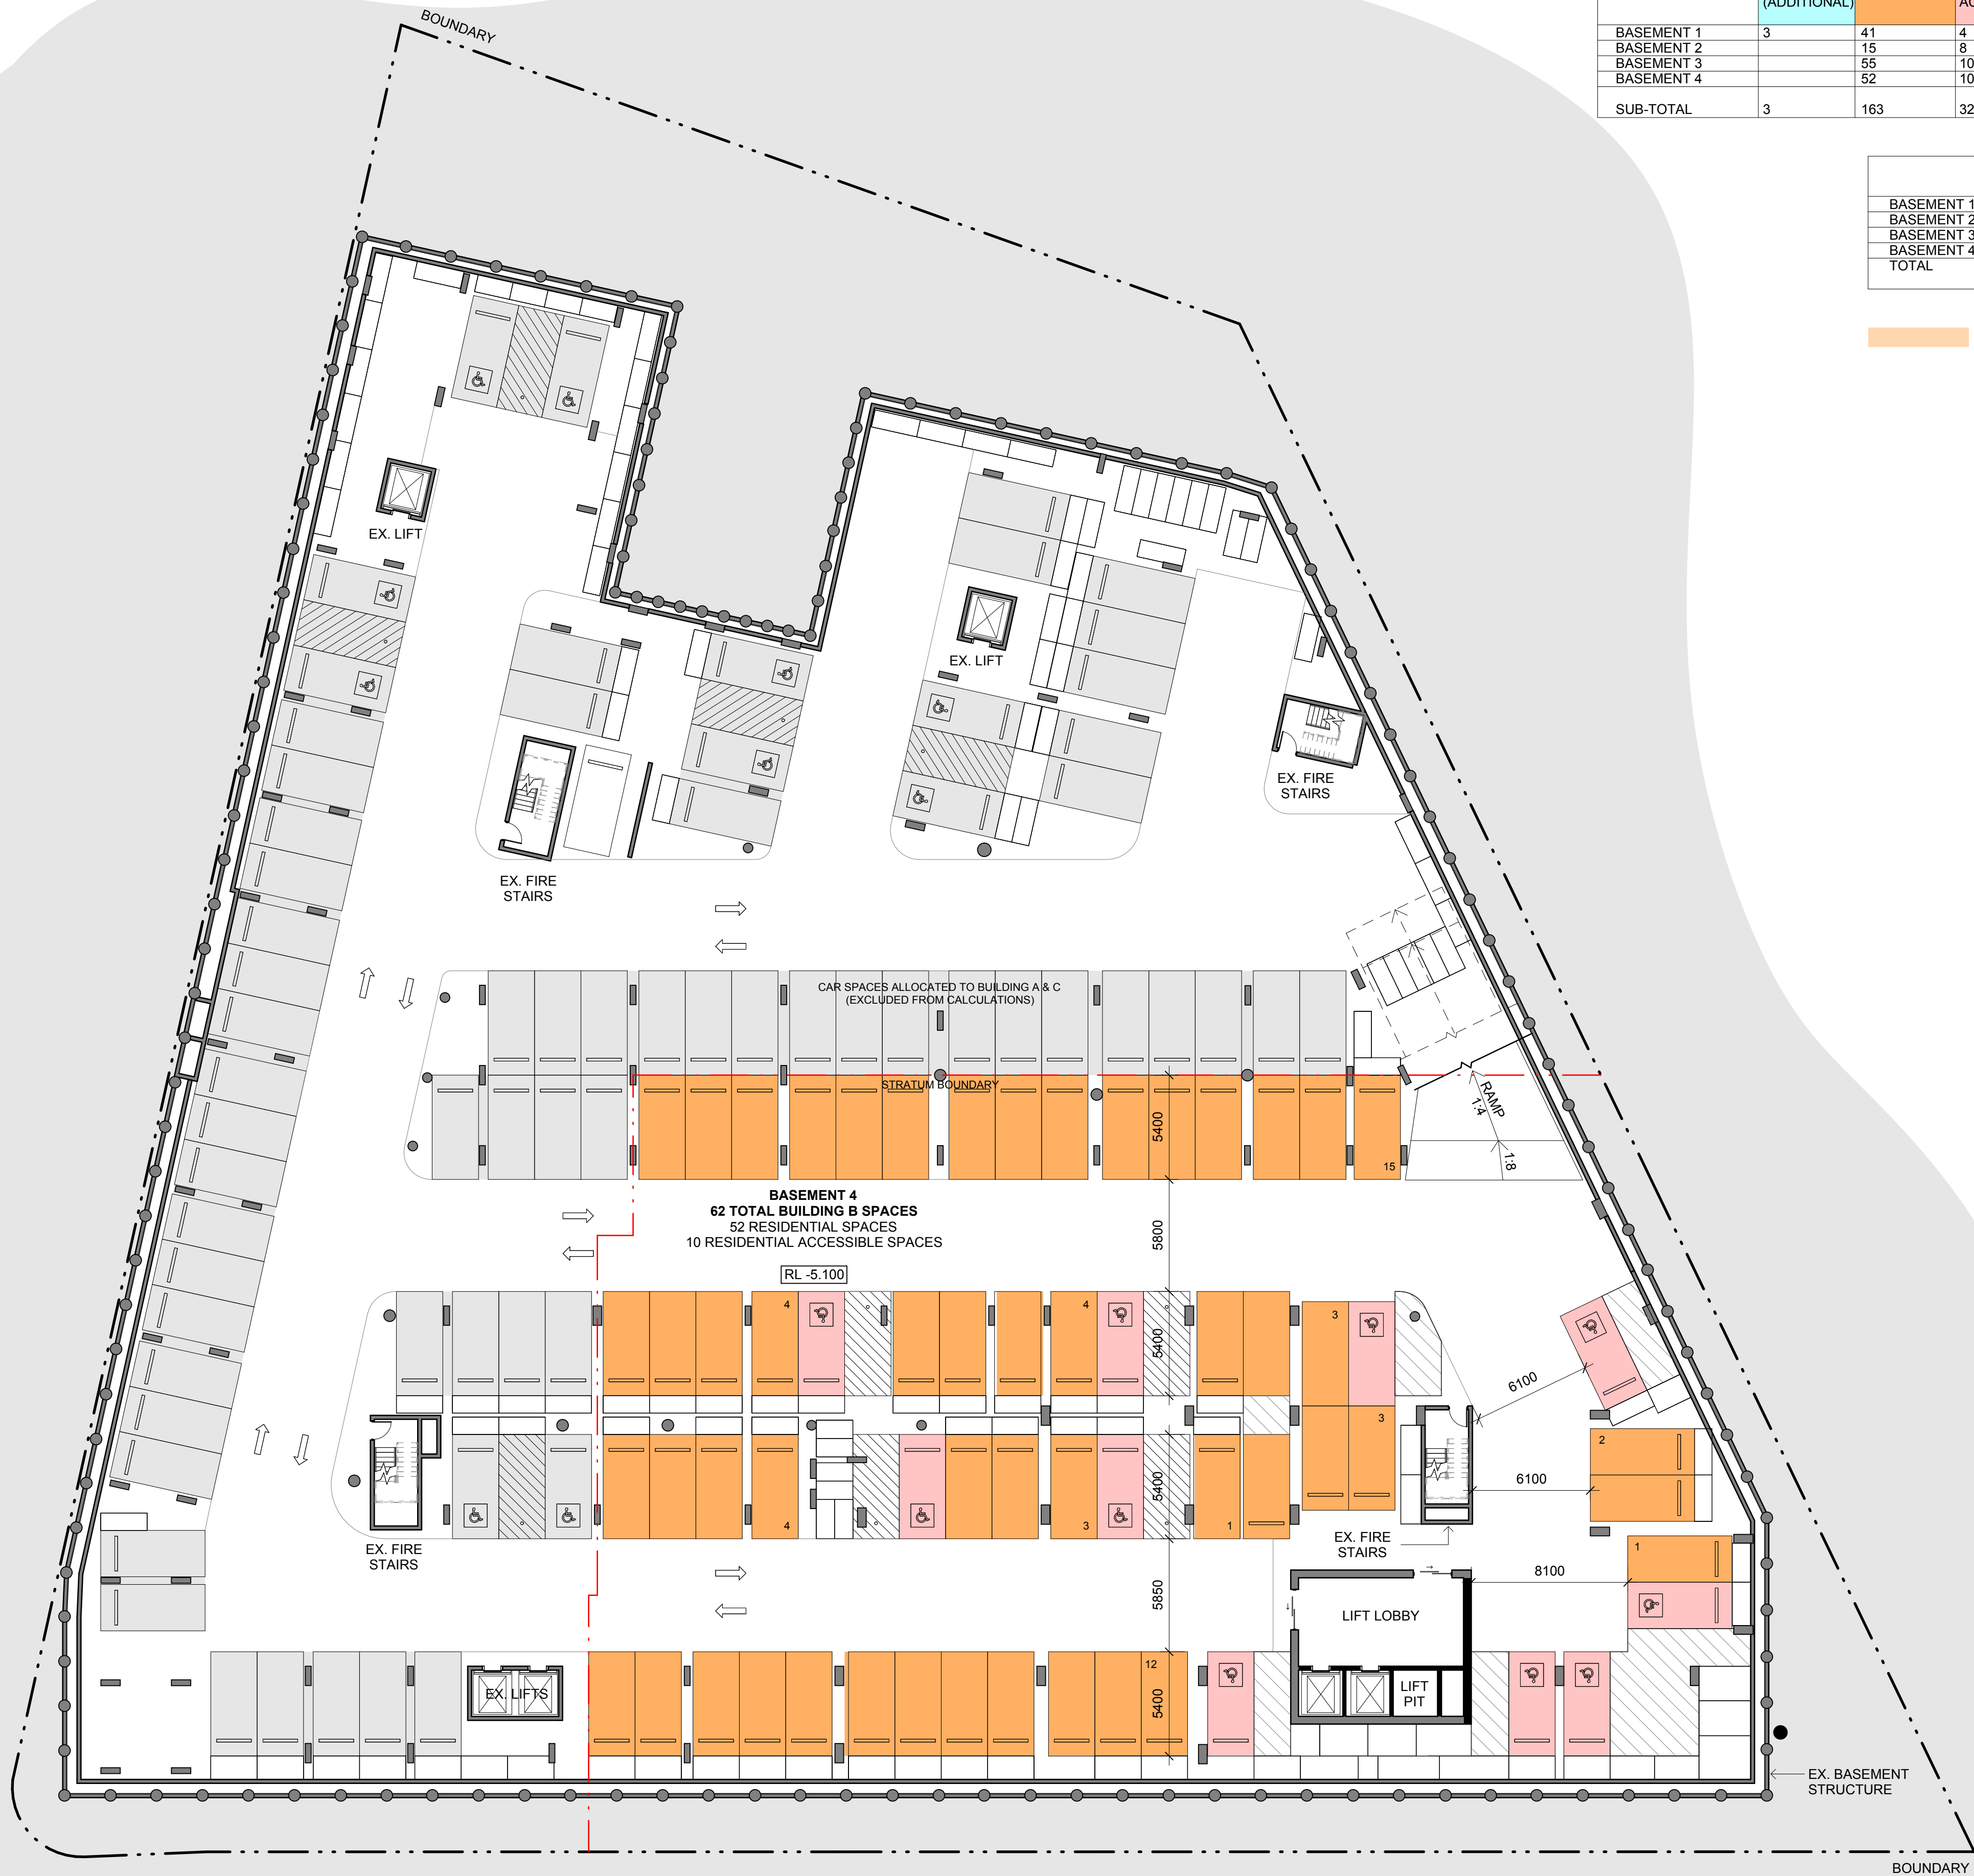 BOUNDARY
(ADDITIONAL)
BASEMENT 1 3 41 4
BASEMENT 2 15 8
BASEMENT 3 55 10
BASEMENT 4 52 10
SUB-TOTAL 3 163 32
BASEMENT 1
BASEMENT 2
BASEMENT 3
BASEMENT 4
TOTAL
EX. LIFT
EX. LIFT
EX. FIRE
STAIRS
EX. FIRE
STAIRS
CAR SPACES ALLOCATED TO BUILDING A & C
(EXCLUDED FROM CALCULATIONS)
STRATUM BOUNDARY
RAMP
1:4
1:8
5400
15
BASEMENT 4
62 TOTAL BUILDING B SPACES
52 RESIDENTIAL SPACES
10 RESIDENTIAL ACCESSIBLE SPACES
5800
RL -5.100
4
4
3
5400
6100
3
2
5400
6100
4
3
1
EX. FIRE
STAIRS
EX. FIRE
STAIRS
1
8100
5850
LIFT LOBBY
12
EX. LIFTS
5400
LIFT
PIT
EX. BASEMENT
STRUCTURE
BOUNDARY